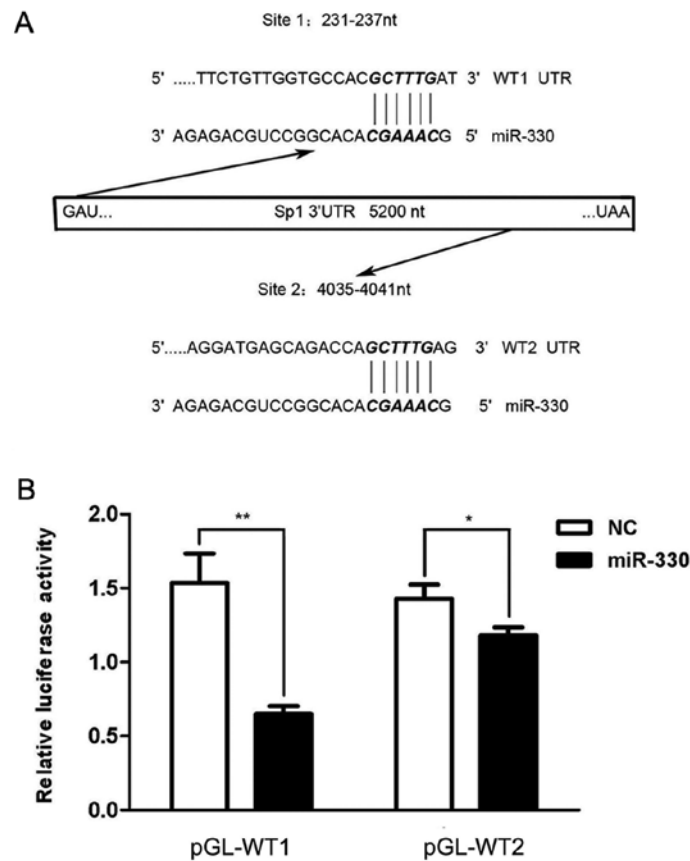 A
Site 1: 231-237nt
5' .....TTCTGTTGGTGCCACGCTTTGAT 3' WT1 UTR
3' AGAGACGUCCGGCACACGAAACG 5' miR-330
GAU... Sp1 3'UTR 5200 nt ...UAA
Site 2: 4035-4041nt
5'.....AGGATGAGCAGACCAGCTTTGAG 3' WT2 UTR
3' AGAGACGUCCGGCACACGAAACG 5' miR-330
B
Relative luciferase activity
2.0
1.5
1.0
0.5
0.0
**
*
NC
miR-330
pGL-WT1 pGL-WT2